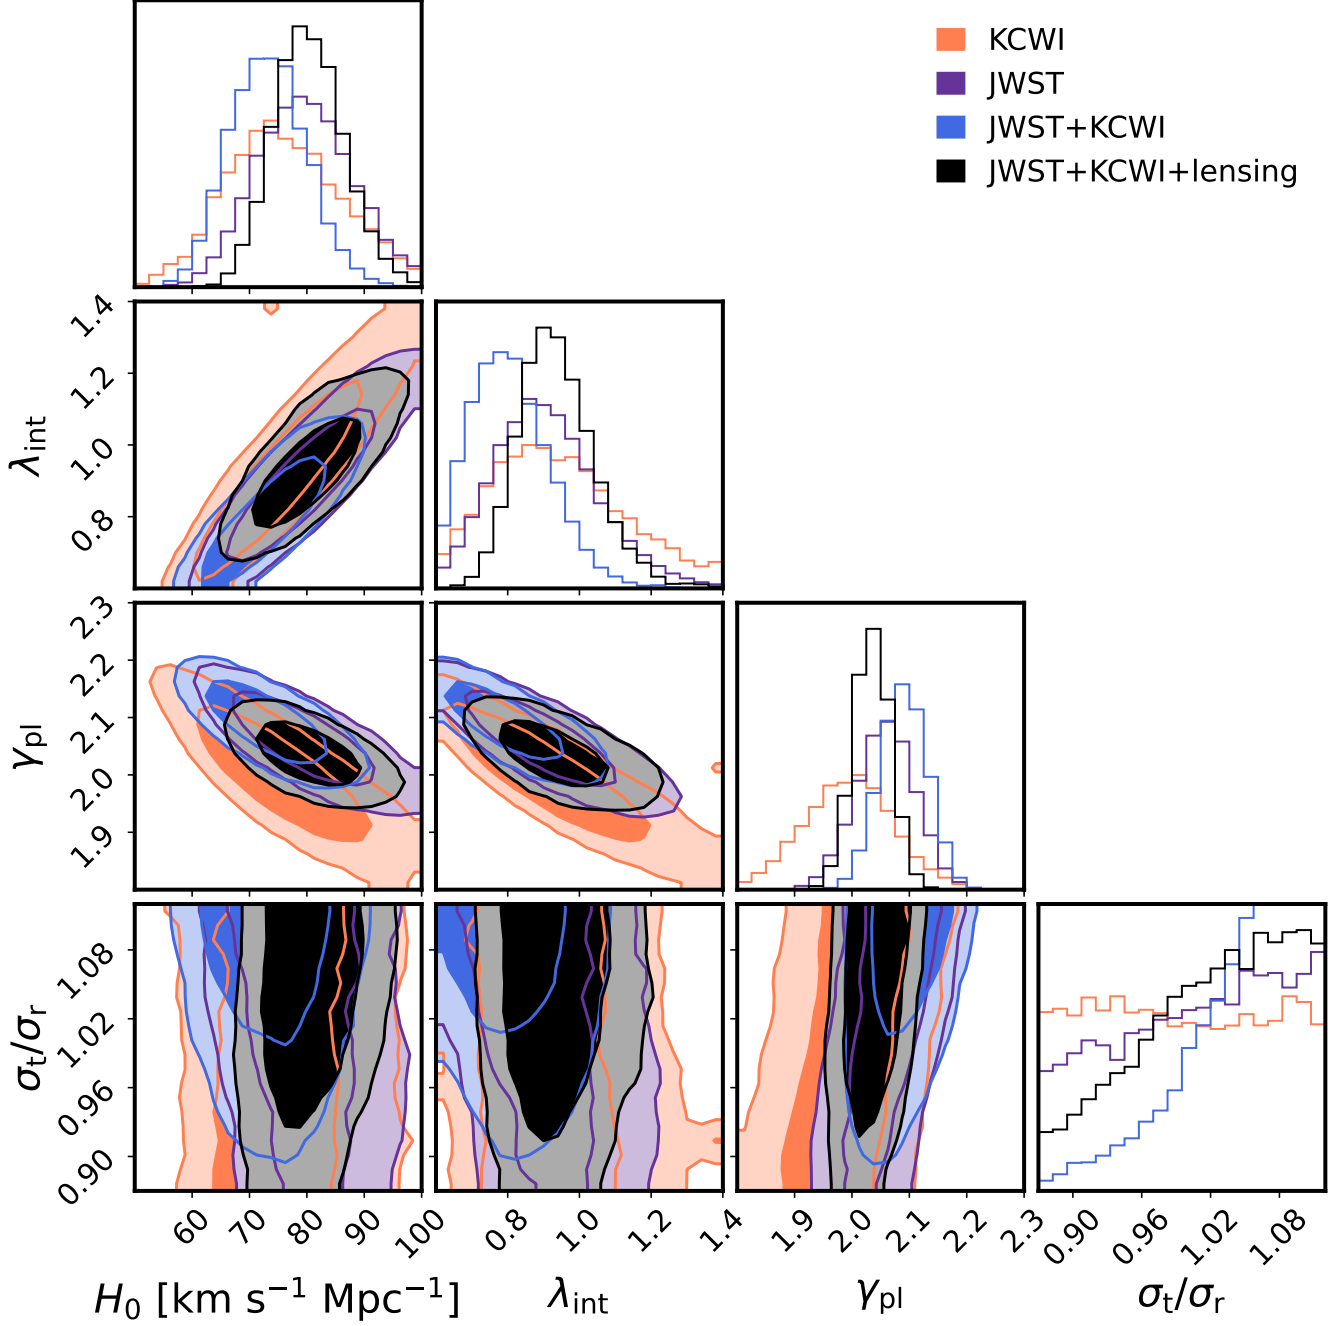 KCWI
JWST
JWST+KCWI
JWST+KCWI+lensing
1.4
1.2
1.0
0.8
λint
2.3
2.2
2.1
2.0
1.9
γpl
1.08
1.02
0.96
0.90
σt/σr
60 70 80 90 100
0.8 1.0 1.2 1.4
1.9 2.0 2.1 2.2 2.3
0.90 0.96 1.02 1.08
H₀ [km s⁻¹ Mpc⁻¹]
λint
γpl
σt/σr